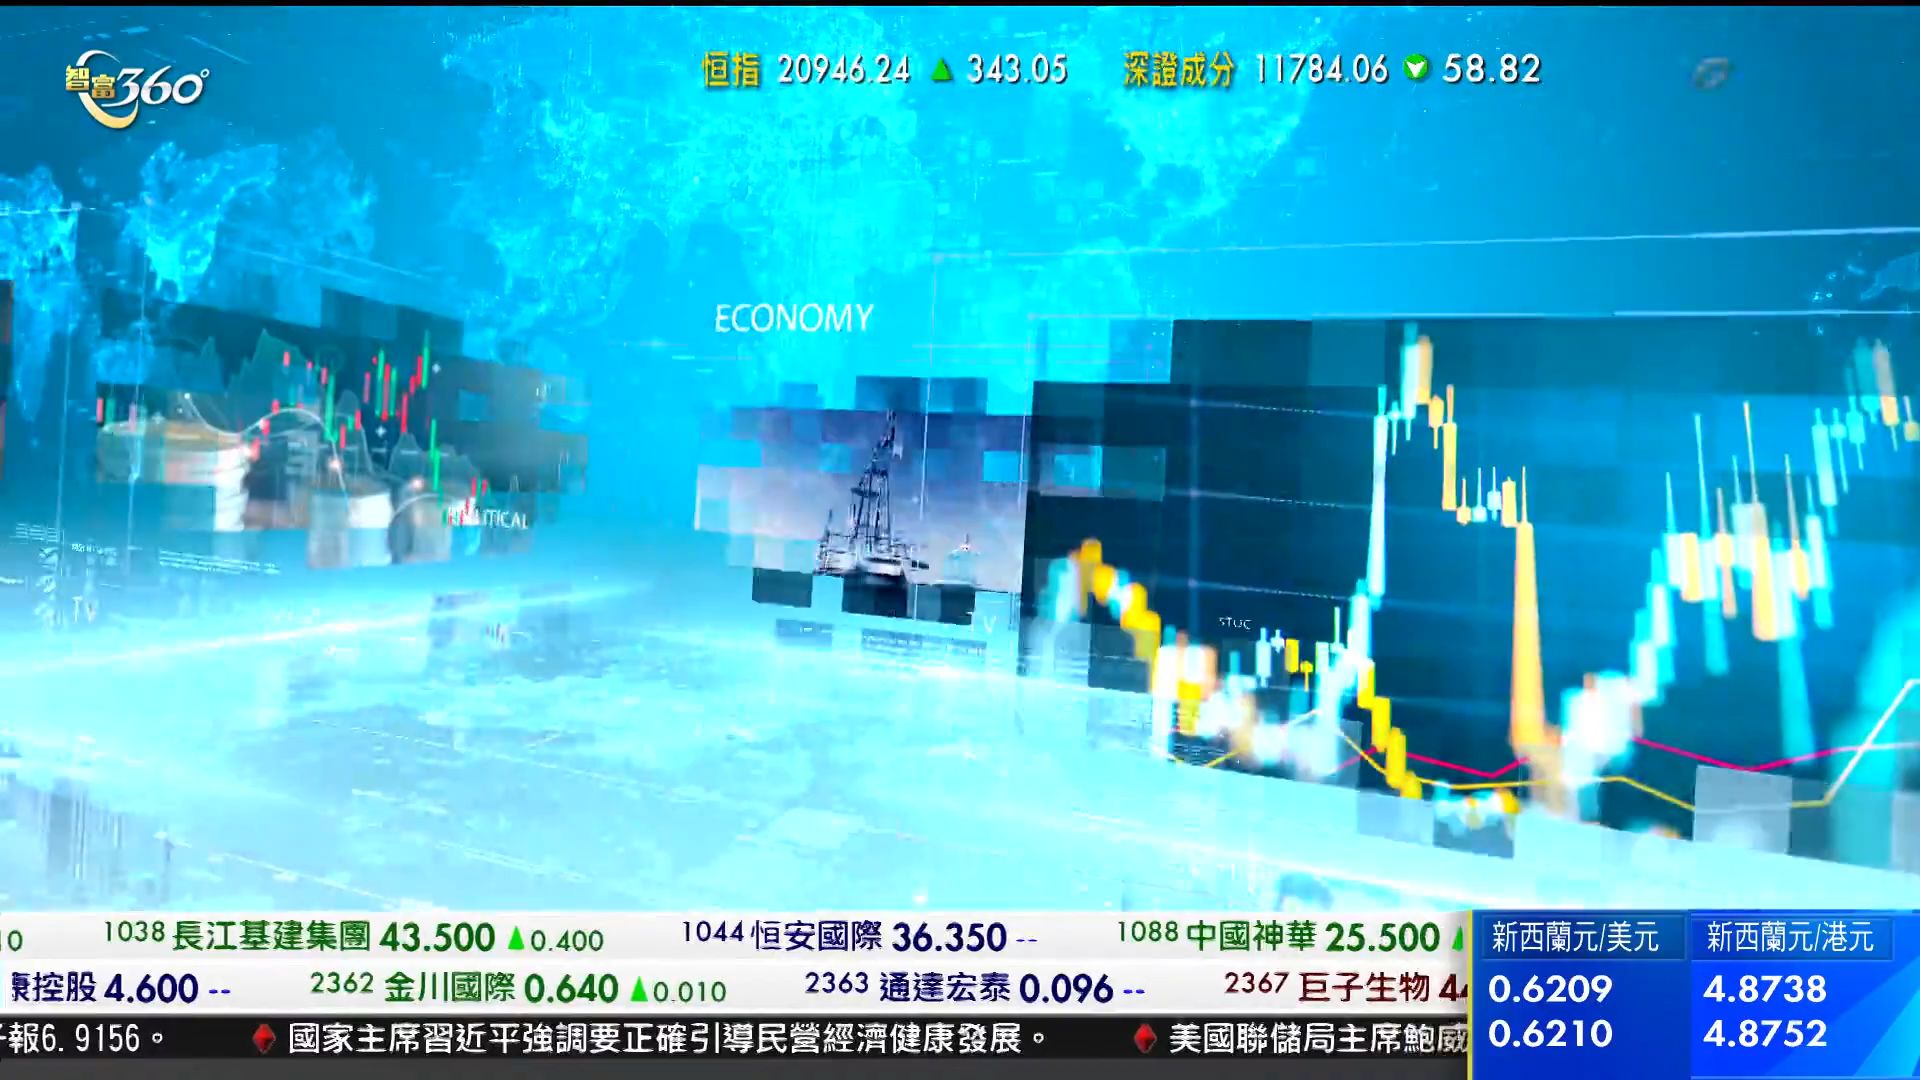 智富360°
恒指 20946.24 ▲ 343.05 深證成分 11784.06 ▼ 58.82
ECONOMY
TV
TV
STOC
0 1038 長江基建集團 43.500 ▲0.400 1044 恒安國際 36.350 -- 1088 中國神華 25.500
康控股 4.600 -- 2362 金川國際 0.640 ▲0.010 2363 通達宏泰 0.096 -- 2367 巨子生物
報6.9156。 國家主席習近平強調要正確引導民營經濟健康發展。 美國聯儲局主席鮑威
新西蘭元/美元
0.6209
0.6210
新西蘭元/港元
4.8738
4.8752